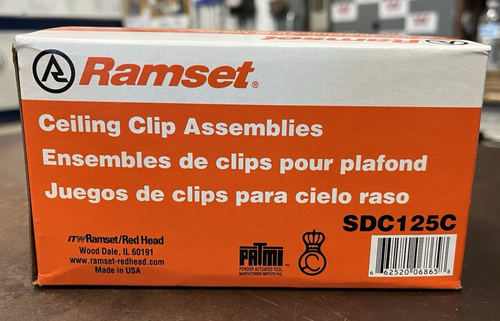 Ramset®
Ceiling Clip Assemblies
Ensembles de clips pour plafond
Juegos de clips para cielo raso
SDC125C
ITW Ramset/Red Head
Wood Dale, IL 60191
www.ramset-redhead.com
Made in USA
PATMI™
POWDER ACTUATED TOOL
MANUFACTURERS INSTITUTE INC.
6 62520 06865 8